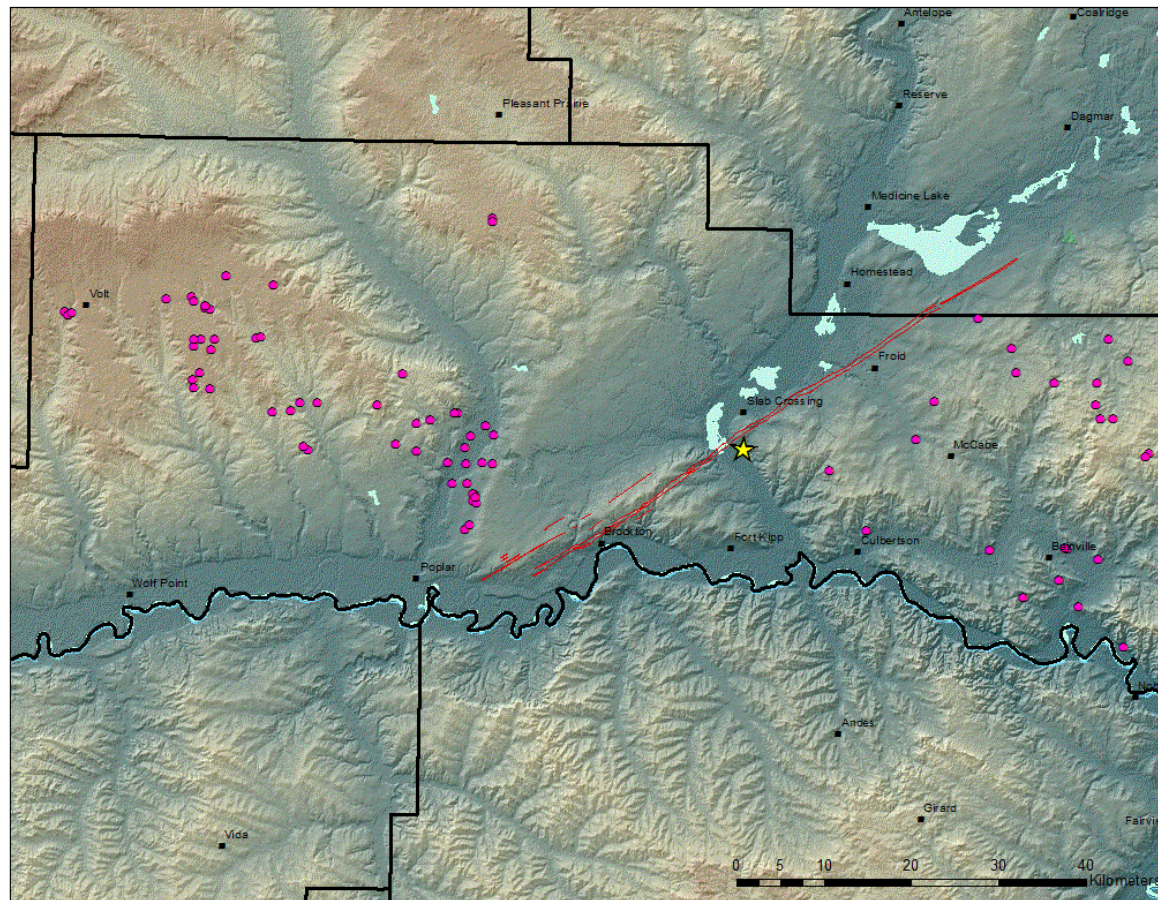 Antelope
Coalridge
Reserve
Pleasant Prairie
Dagmar
Medicine Lake
Homestead
Volt
Froid
Slab Crossing
McCabe
Brockton
Fort Kipp
Culbertson
Bainville
Poplar
Wolf Point
Andes
Girard
Vida
0 5 10 20 30 40
Kilometers